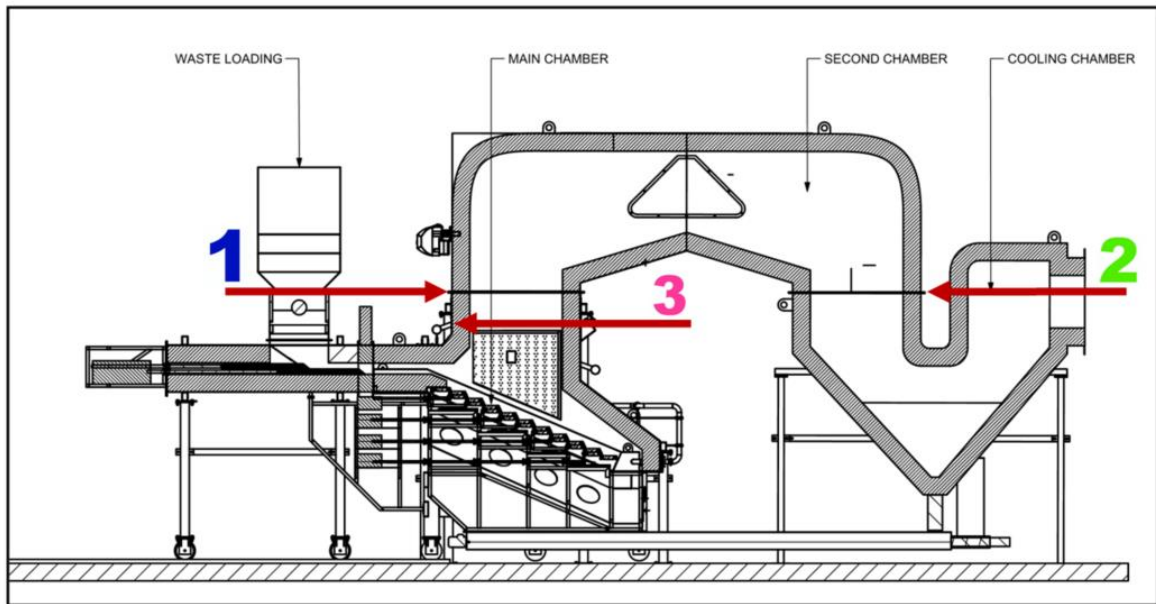 WASTE LOADING
MAIN CHAMBER
SECOND CHAMBER
COOLING CHAMBER
1
2
3